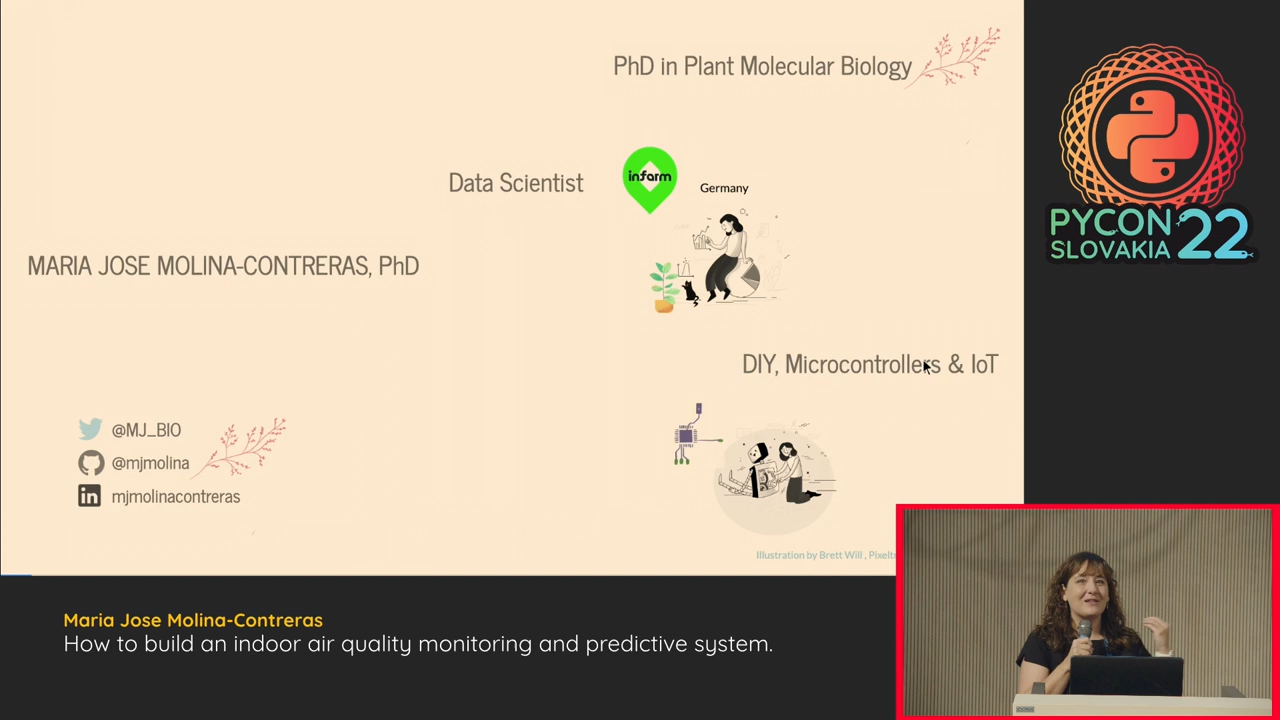 PhD in Plant Molecular Biology
Data Scientist
infarm
Germany
MARIA JOSE MOLINA-CONTRERAS, PhD
DIY, Microcontrollers & IoT
@MJ_BIO
@mjmolina
in
mjmolinacontreras
Illustration by Brett Will,
PYCON
SLOVAKIA
22
Maria Jose Molina-Contreras
How to build an indoor air quality monitoring and predictive system.